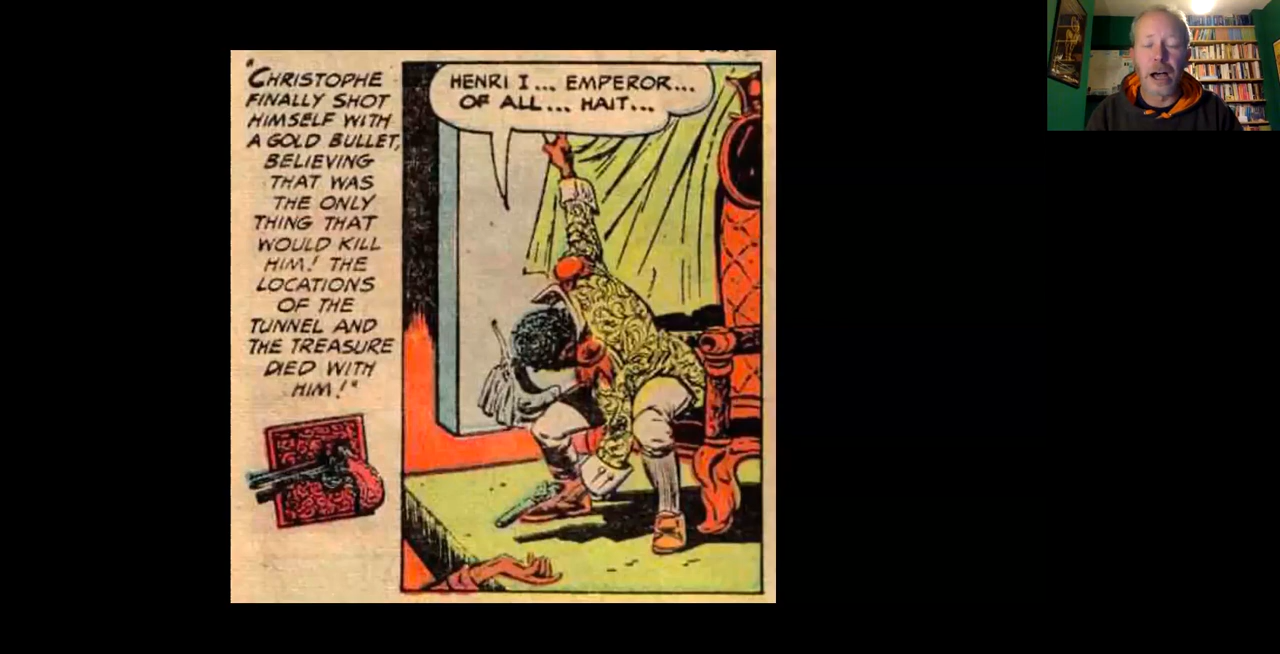 "CHRISTOPHE
FINALLY SHOT
HIMSELF WITH
A GOLD BULLET,
BELIEVING
THAT WAS
THE ONLY
THING THAT
WOULD KILL
HIM! THE
LOCATIONS
OF THE
TUNNEL AND
THE TREASURE
DIED WITH
HIM!"
HENRI I... EMPEROR...
OF ALL... HAIT...